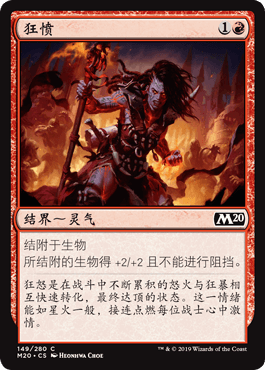 狂愤 1
结界～灵气 M20
结附于生物
所结附的生物得 +2/+2 且不能进行阻挡。
狂怒是在战斗中不断累积的怒火与狂暴相
互快速转化，最终达顶的状态。这一情绪
能如星火一般，接连点燃每位战士心中激
情。
149/280 C
M20 • CS HEONHWA CHOE ™ & © 2019 Wizards of the Coast